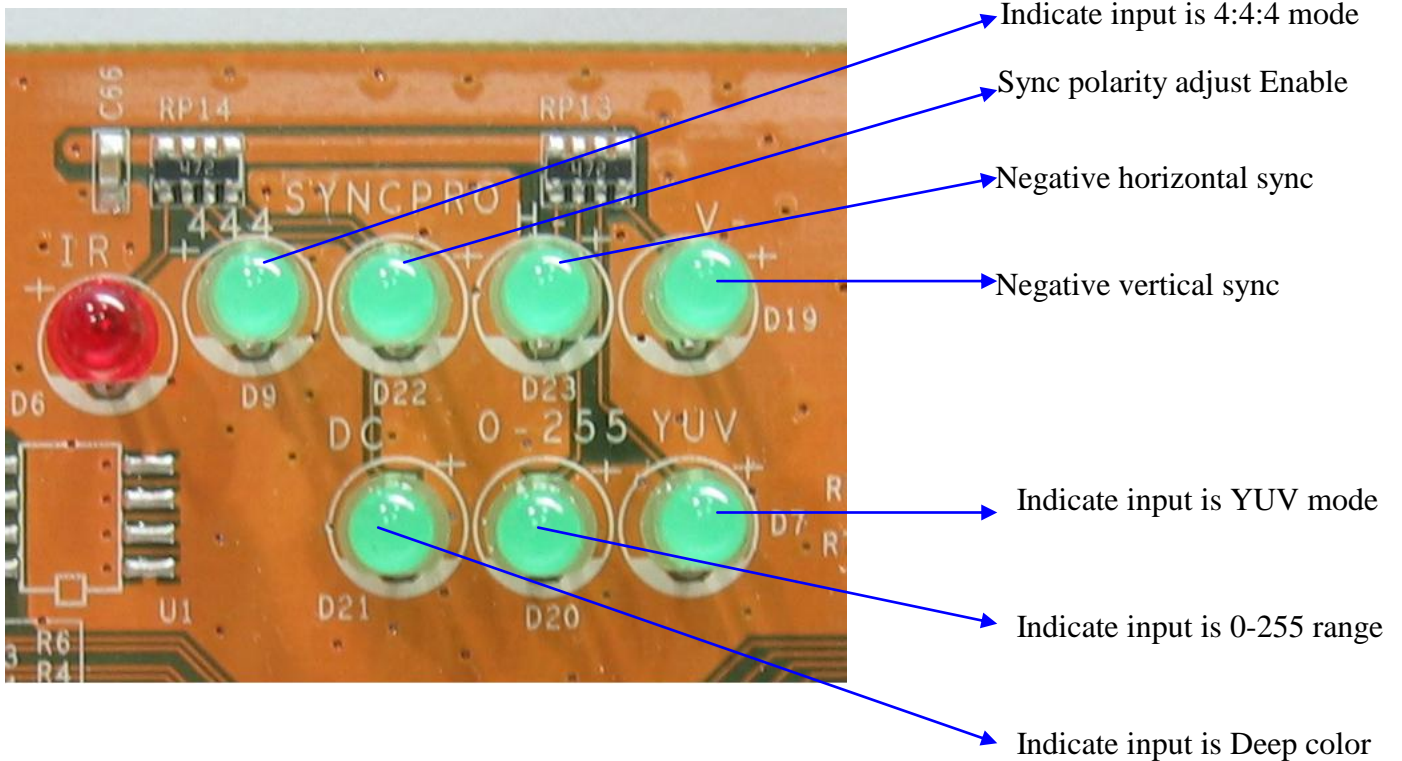 Indicate input is 4:4:4 mode
Sync polarity adjust Enable
Negative horizontal sync
Negative vertical sync
Indicate input is YUV mode
Indicate input is 0-255 range
Indicate input is Deep color
C66
RP14
RP13
472
472
SYNCPRO
H-
V-
444
IR
D6
D9
D22
D23
D19
DC
0-255
YUV
D7
D21
D20
U1
R6
R4